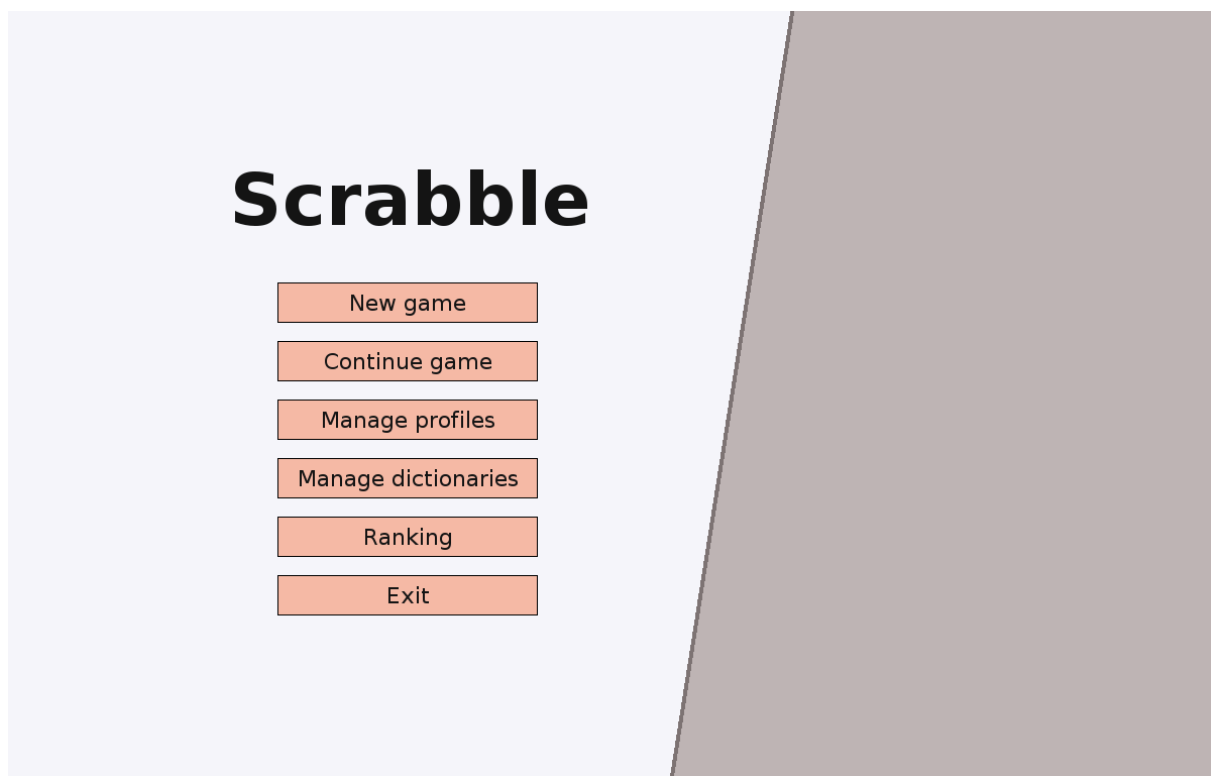 Scrabble
New game
Continue game
Manage profiles
Manage dictionaries
Ranking
Exit